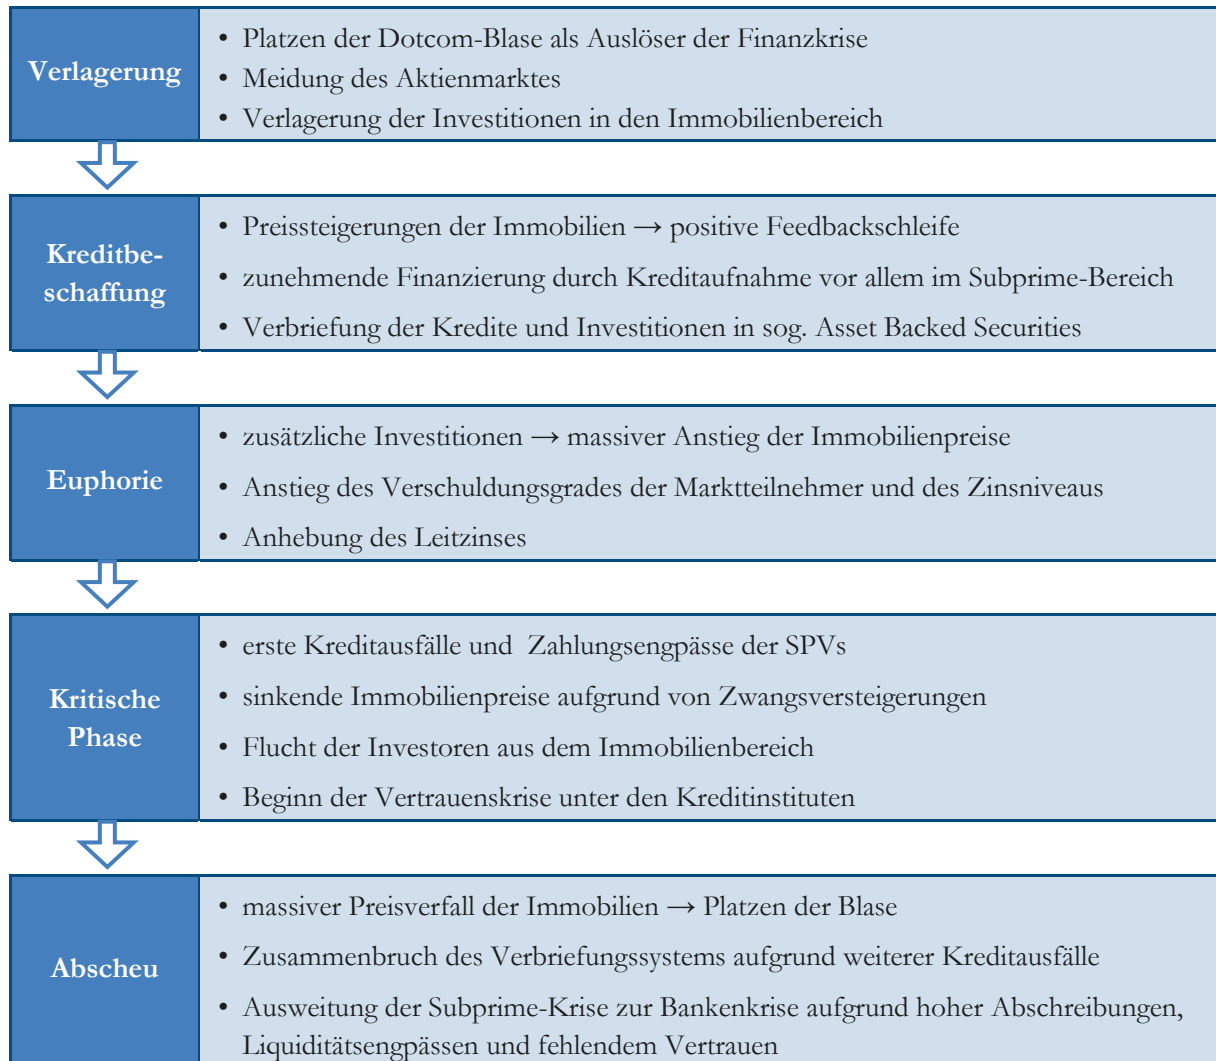 Verlagerung
• Platzen der Dotcom-Blase als Auslöser der Finanzkrise
• Meidung des Aktienmarktes
• Verlagerung der Investitionen in den Immobilienbereich
Kreditbe-
schaffung
• Preissteigerungen der Immobilien → positive Feedbackschleife
• zunehmende Finanzierung durch Kreditaufnahme vor allem im Subprime-Bereich
• Verbriefung der Kredite und Investitionen in sog. Asset Backed Securities
Euphorie
• zusätzliche Investitionen → massiver Anstieg der Immobilienpreise
• Anstieg des Verschuldungsgrades der Marktteilnehmer und des Zinsniveaus
• Anhebung des Leitzinses
Kritische
Phase
• erste Kreditausfälle und Zahlungsengpässe der SPVs
• sinkende Immobilienpreise aufgrund von Zwangsversteigerungen
• Flucht der Investoren aus dem Immobilienbereich
• Beginn der Vertrauenskrise unter den Kreditinstituten
Abscheu
• massiver Preisverfall der Immobilien → Platzen der Blase
• Zusammenbruch des Verbriefungssystems aufgrund weiterer Kreditausfälle
• Ausweitung der Subprime-Krise zur Bankenkrise aufgrund hoher Abschreibungen,
Liquiditätsengpässen und fehlendem Vertrauen